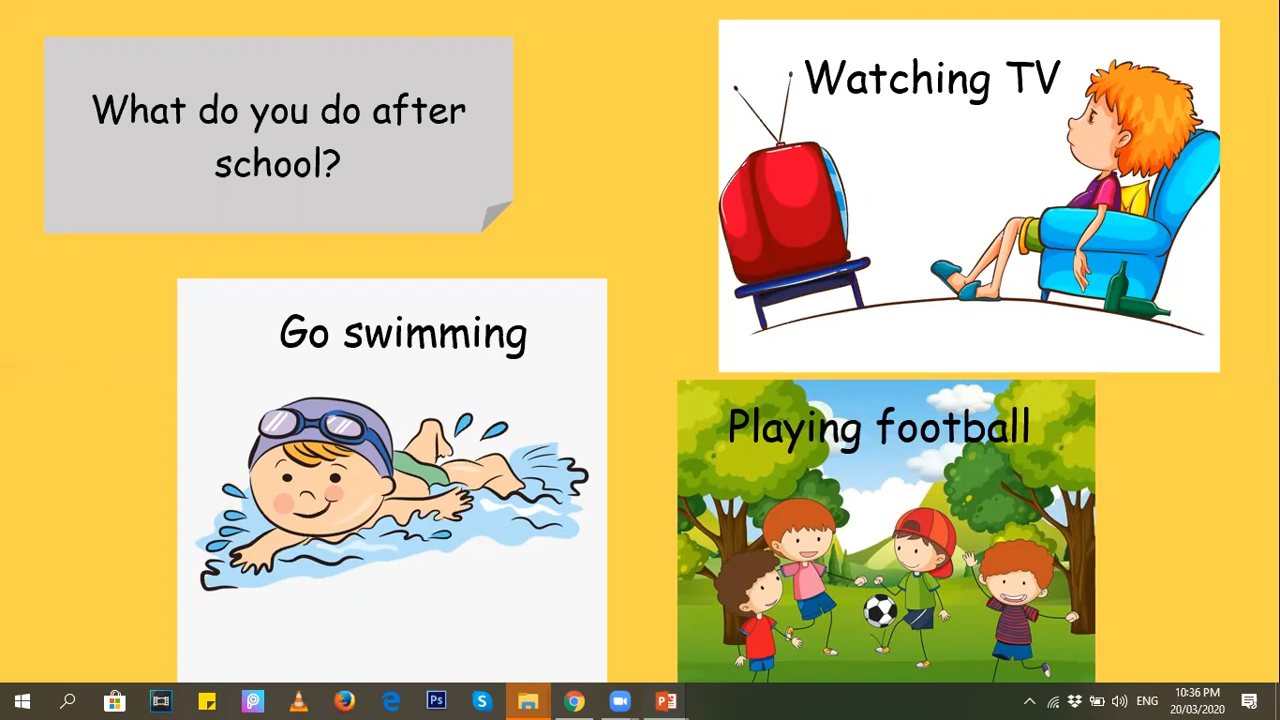 What do you do after
school?
Watching TV
Go swimming
Playing football
Ps
ENG
10:36 PM
20/03/2020